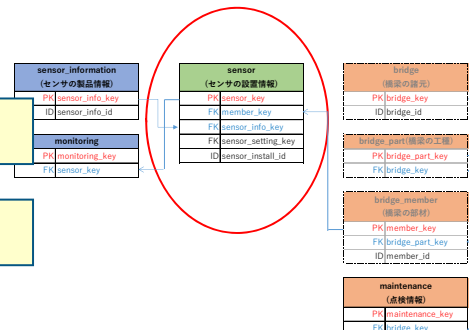 sensor_information
(センサの製品情報)
PK sensor_info_key
ID sensor_info_id
monitoring
PK monitoring_key
FK sensor_key
sensor
(センサの設置情報)
PK sensor_key
FK member_key
FK sensor_info_key
FK sensor_setting_key
ID sensor_install_id
bridge
(橋梁の諸元)
PK bridge_key
ID bridge_id
bridge_part(橋梁の工種)
PK bridge_part_key
FK bridge_key
bridge_member
(橋梁の部材)
PK member_key
FK bridge_part_key
ID member_id
maintenance
(点検情報)
PK maintenance_key
FK bridge_key